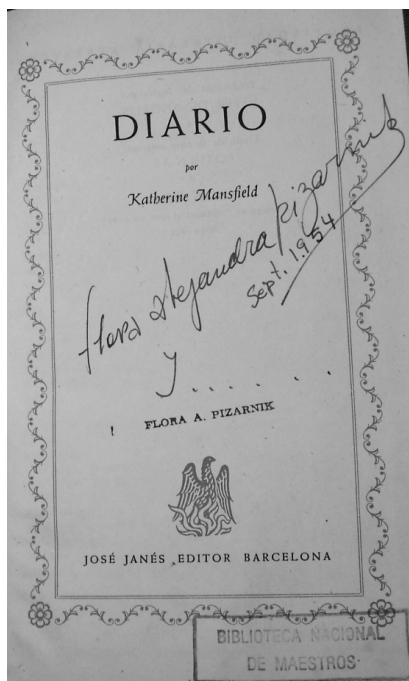 DIARIO
por
Katherine Mansfield
Flora Alejandra Pizarnik
Sept. 1954
y . . . . . .
! FLORA A. PIZARNIK
JOSÉ JANÉS, EDITOR BARCELONA
BIBLIOTECA NACIONAL
DE MAESTROS